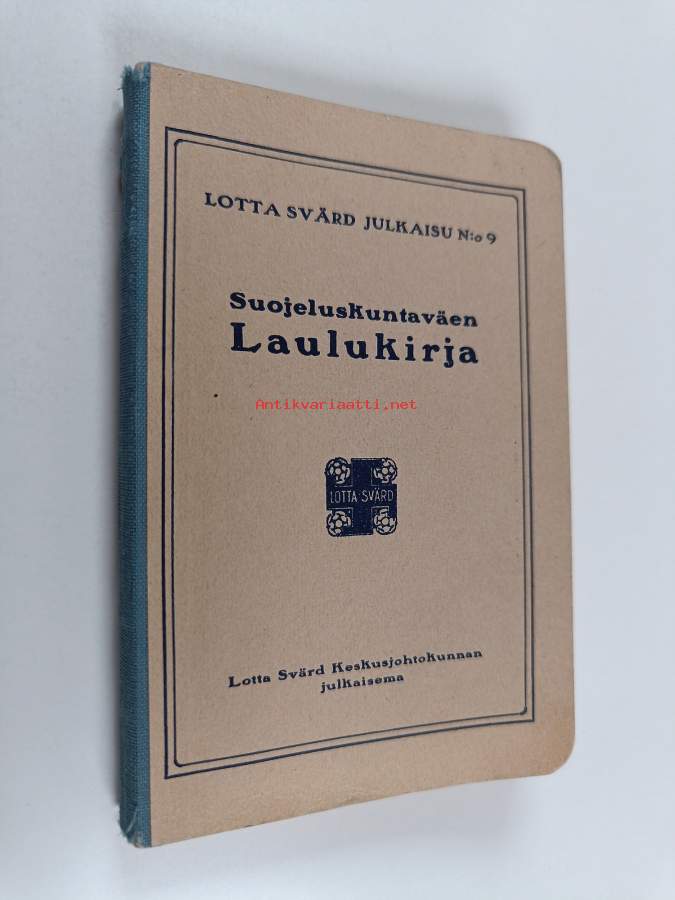 LOTTA SVÄRD JULKAISU N:o 9
Suojeluskuntaväen
Laulukirja
Antikvariaatti.net
LOTTA SVÄRD
Lotta Svärd Keskusjohtokunnan
julkaisema